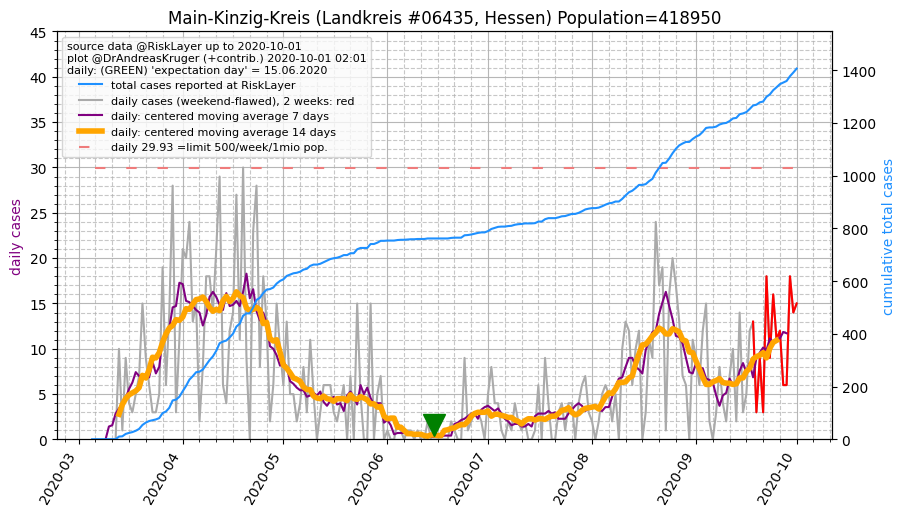 Main-Kinzig-Kreis (Landkreis #06435, Hessen) Population=418950
source data @RiskLayer up to 2020-10-01
plot @DrAndreasKruger (+contrib.) 2020-10-01 02:01
daily: (GREEN) 'expectation day' = 15.06.2020
total cases reported at RiskLayer
daily cases (weekend-flawed), 2 weeks: red
daily: centered moving average 7 days
daily: centered moving average 14 days
daily 29.93 =limit 500/week/1mio pop.
daily cases
45
40
35
30
25
20
15
10
5
0
1400
1200
1000
800
600
400
200
0
cumulative total cases
2020-03
2020-04
2020-05
2020-06
2020-07
2020-08
2020-09
2020-10